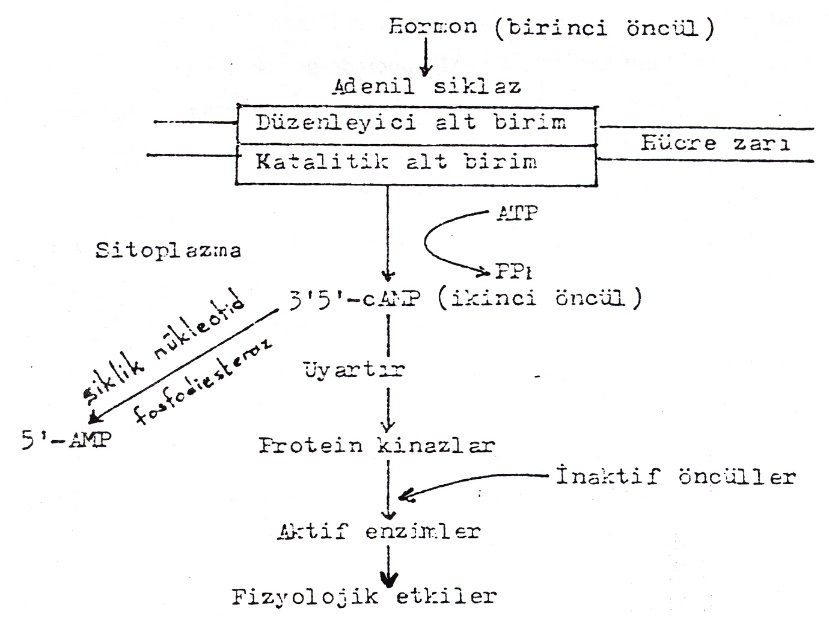 Hormon (birinci öncül)
Adenil siklaz
Düzenleyici alt birim
Hücre zarı
Katalitik alt birim
ATP
Sitoplazma
PPi
3'5'-cAMP (ikinci öncül)
siklik nükleotid
fosfodiesteraz
Uyartır
5'-AMP
Protein kinazlar
İnaktif öncüller
Aktif enzimler
Fizyolojik etkiler